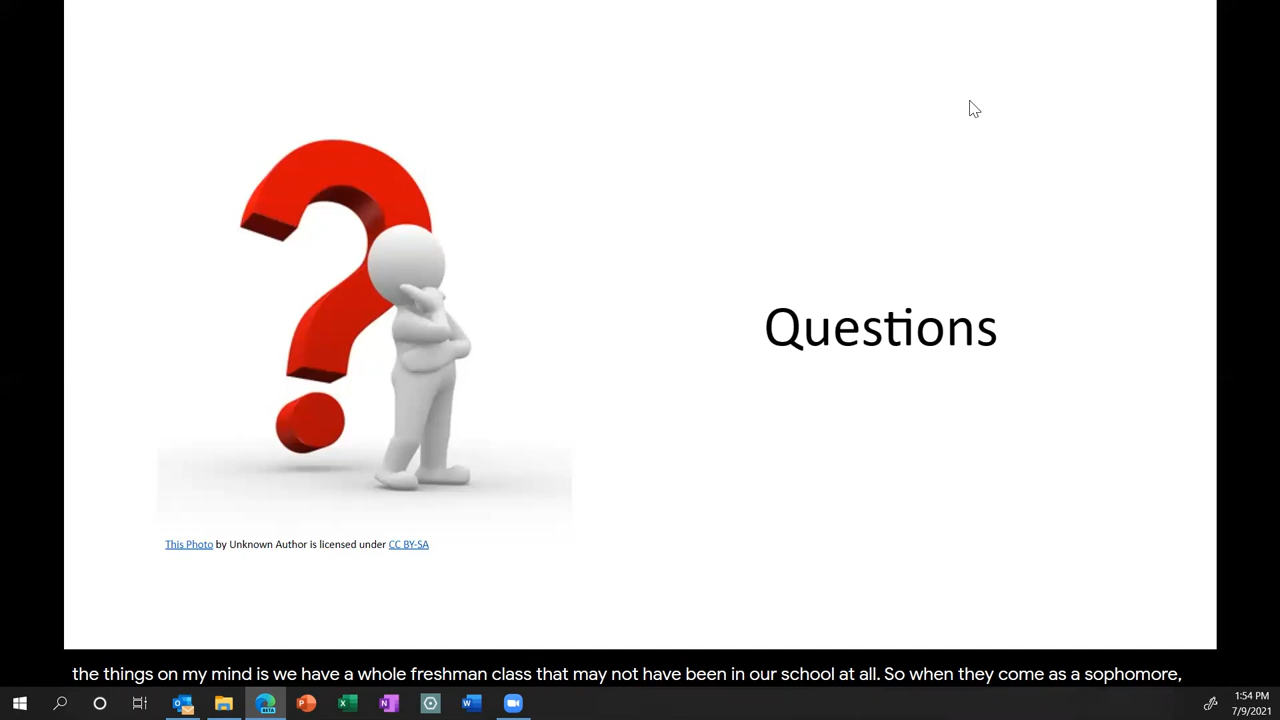 Questions
This Photo by Unknown Author is licensed under CC BY-SA
the things on my mind is we have a whole freshman class that may not have been in our school at all. So when they come as a sophomore,
BETA
1:54 PM
7/9/2021